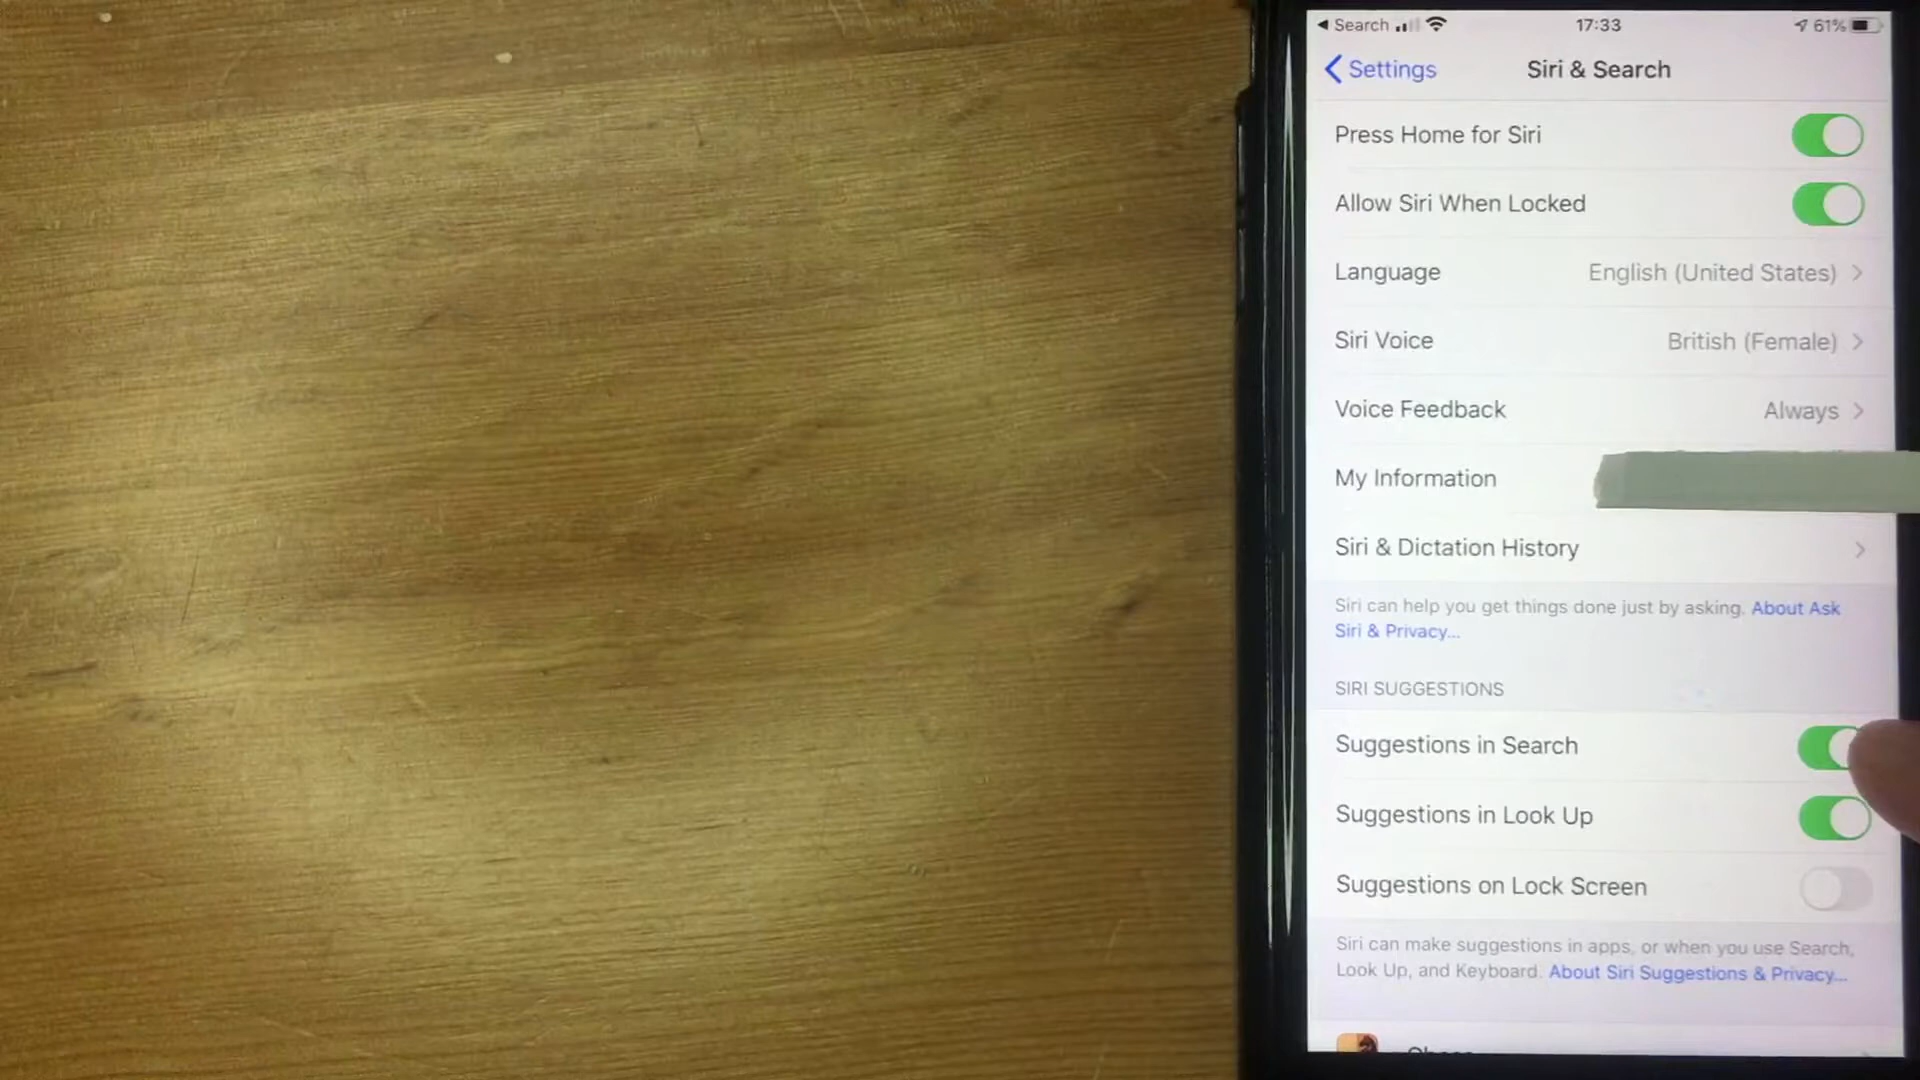 Search
17:33
61%
Settings
Siri & Search
Press Home for Siri
Allow Siri When Locked
Language
English (United States)
Siri Voice
British (Female)
Voice Feedback
Always
My Information
Siri & Dictation History
Siri can help you get things done just by asking. About Ask
Siri & Privacy...
SIRI SUGGESTIONS
Suggestions in Search
Suggestions in Look Up
Suggestions on Lock Screen
Siri can make suggestions in apps, or when you use Search,
Look Up, and Keyboard. About Siri Suggestions & Privacy...